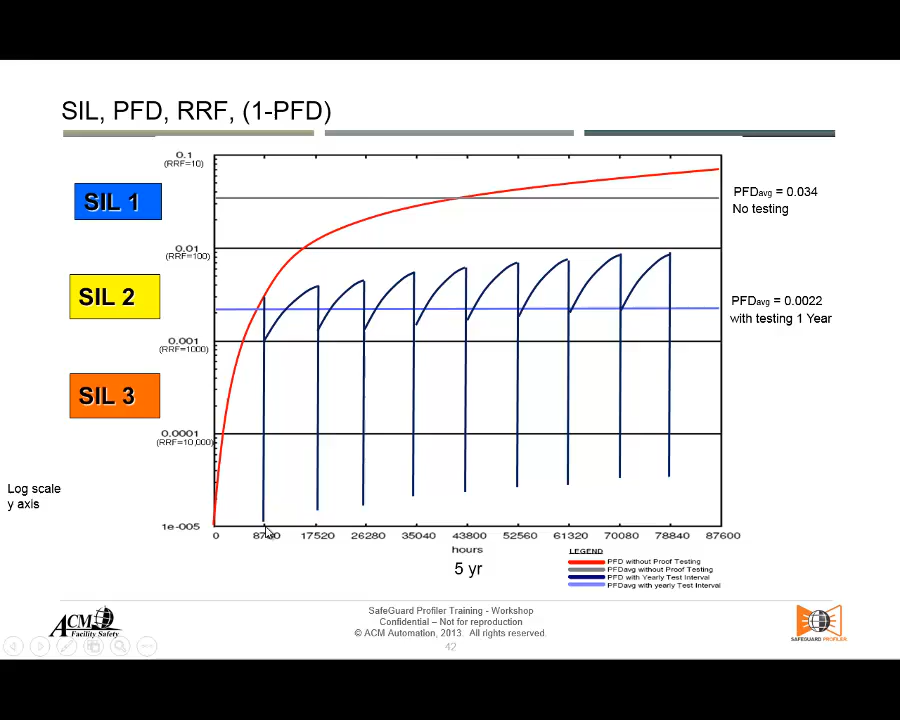 SIL, PFD, RRF, (1-PFD)
0.1
(RRF=10)
SIL 1
PFDavg = 0.034
No testing
0.01
(RRF=100)
SIL 2
PFDavg = 0.0022
with testing 1 Year
0.001
(RRF=1000)
SIL 3
0.0001
(RRF=10,000)
Log scale
y axis
1e-005
0 8760 17520 26280 35040 43800 52560 61320 70080 78840 87600
hours
5 yr
LEGEND
PFD without Proof Testing
PFDavg without Proof Testing
PFD with Yearly Test Interval
PFDavg with yearly Test Interval
ACM
Facility Safety
SafeGuard Profiler Training - Workshop
Confidential – Not for reproduction
© ACM Automation, 2013. All rights reserved.
42
SAFEGUARD PROFILER